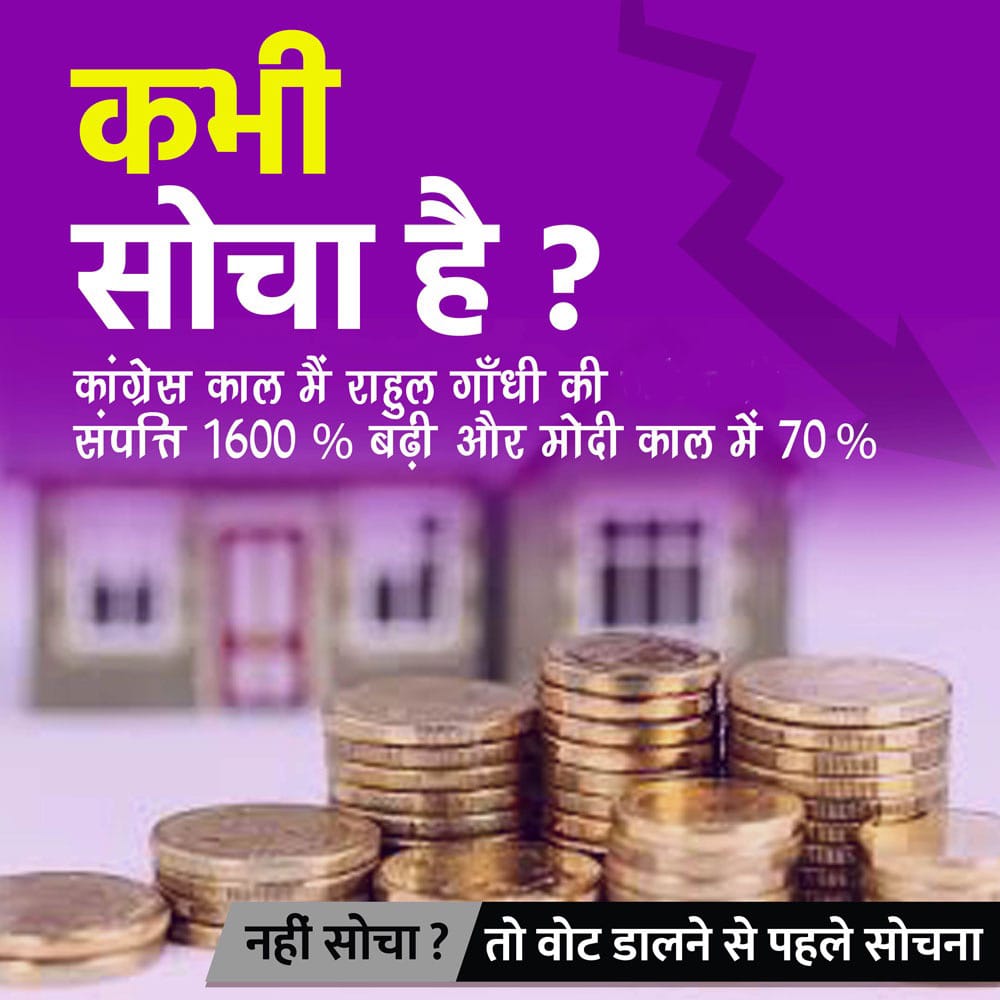 कभी
सोचा है ?
कांग्रेस काल मैं राहुल गाँधी की
संपत्ति 1600 % बढ़ी और मोदी काल में 70 %
नहीं सोचा ? तो वोट डालने से पहले सोचना